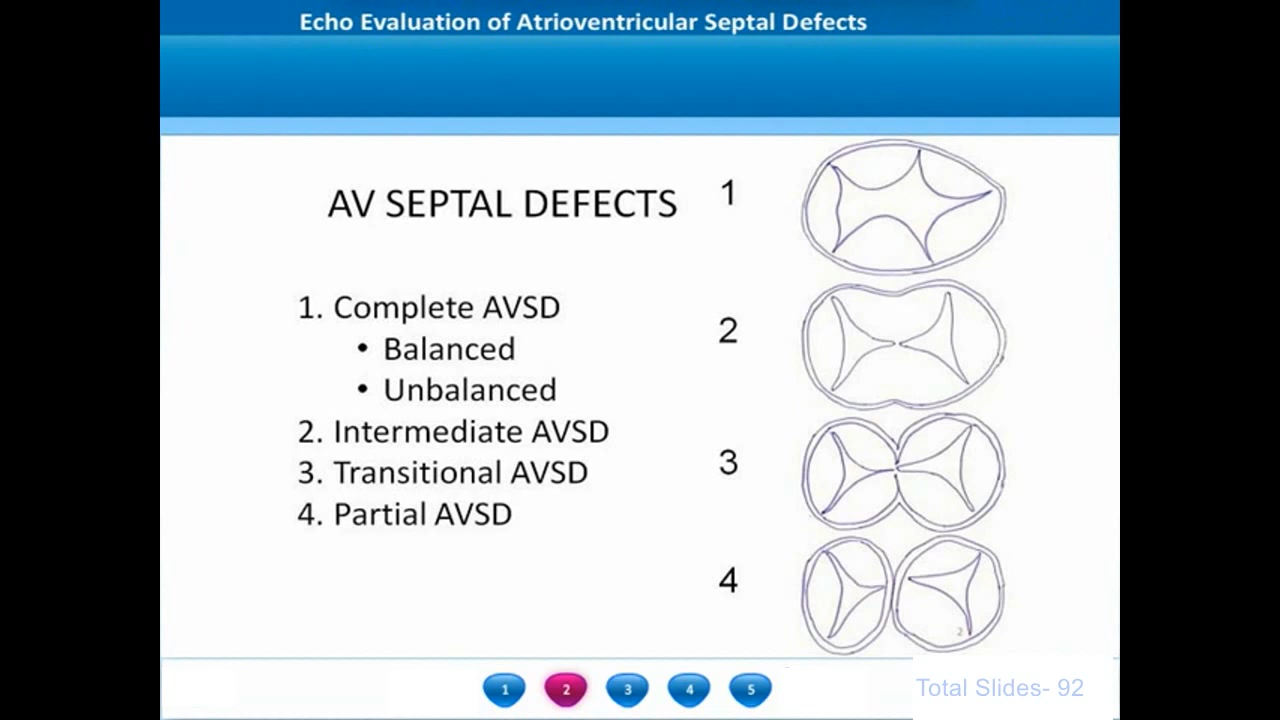 Echo Evaluation of Atrioventricular Septal Defects
AV SEPTAL DEFECTS
1. Complete AVSD
• Balanced
• Unbalanced
2. Intermediate AVSD
3. Transitional AVSD
4. Partial AVSD
1
2
3
4
2
1 2 3 4 5
Total Slides- 92